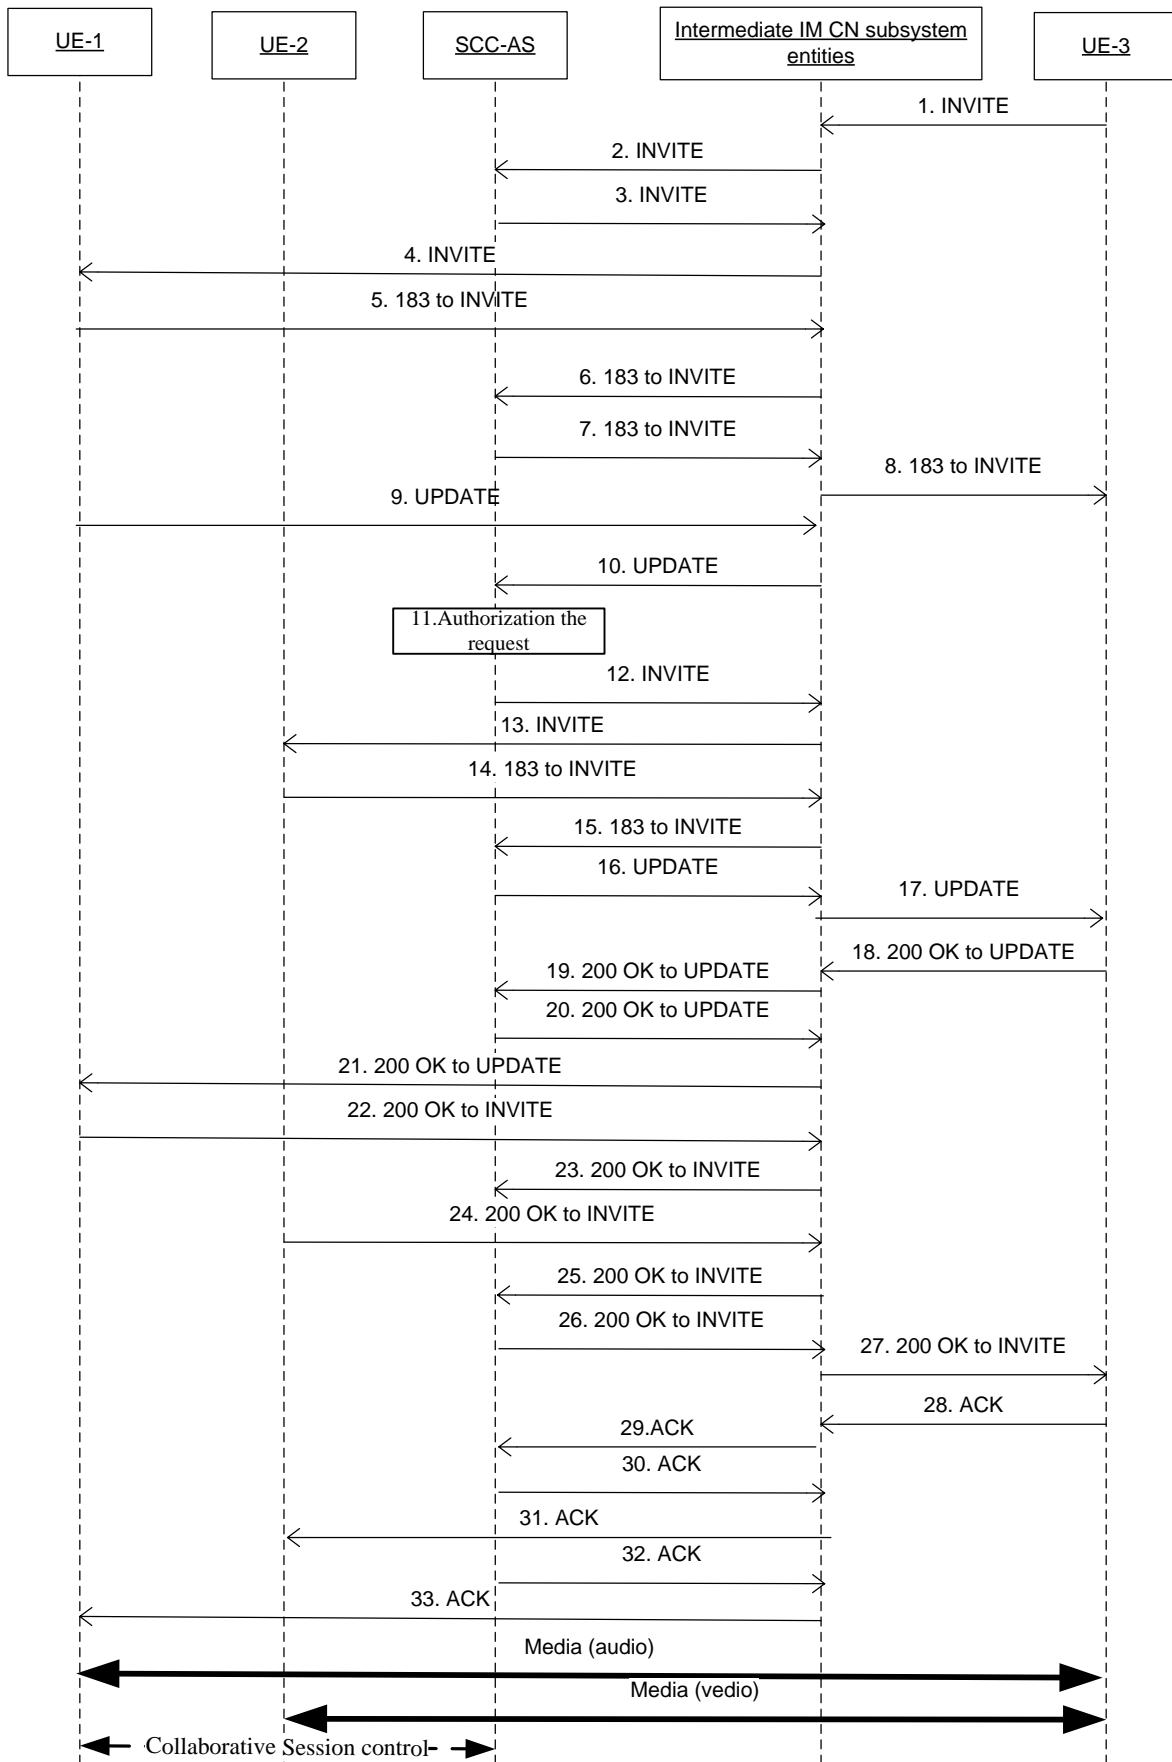 UE-1
UE-2
SCC-AS
Intermediate IM CN subsystem
entities
UE-3
1. INVITE
2. INVITE
3. INVITE
4. INVITE
5. 183 to INVITE
6. 183 to INVITE
7. 183 to INVITE
8. 183 to INVITE
9. UPDATE
10. UPDATE
11.Authorization the
request
12. INVITE
13. INVITE
14. 183 to INVITE
15. 183 to INVITE
16. UPDATE
17. UPDATE
18. 200 OK to UPDATE
19. 200 OK to UPDATE
20. 200 OK to UPDATE
21. 200 OK to UPDATE
22. 200 OK to INVITE
23. 200 OK to INVITE
24. 200 OK to INVITE
25. 200 OK to INVITE
26. 200 OK to INVITE
27. 200 OK to INVITE
28. ACK
29.ACK
30. ACK
31. ACK
32. ACK
33. ACK
Media (audio)
Media (vedio)
Collaborative Session control